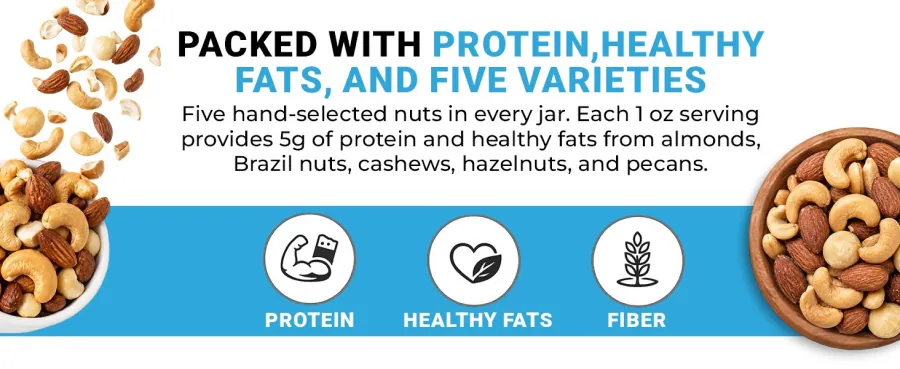 PACKED WITH PROTEIN,HEALTHY
FATS, AND FIVE VARIETIES
Five hand-selected nuts in every jar. Each 1 oz serving
provides 5g of protein and healthy fats from almonds,
Brazil nuts, cashews, hazelnuts, and pecans.
PROTEIN HEALTHY FATS FIBER